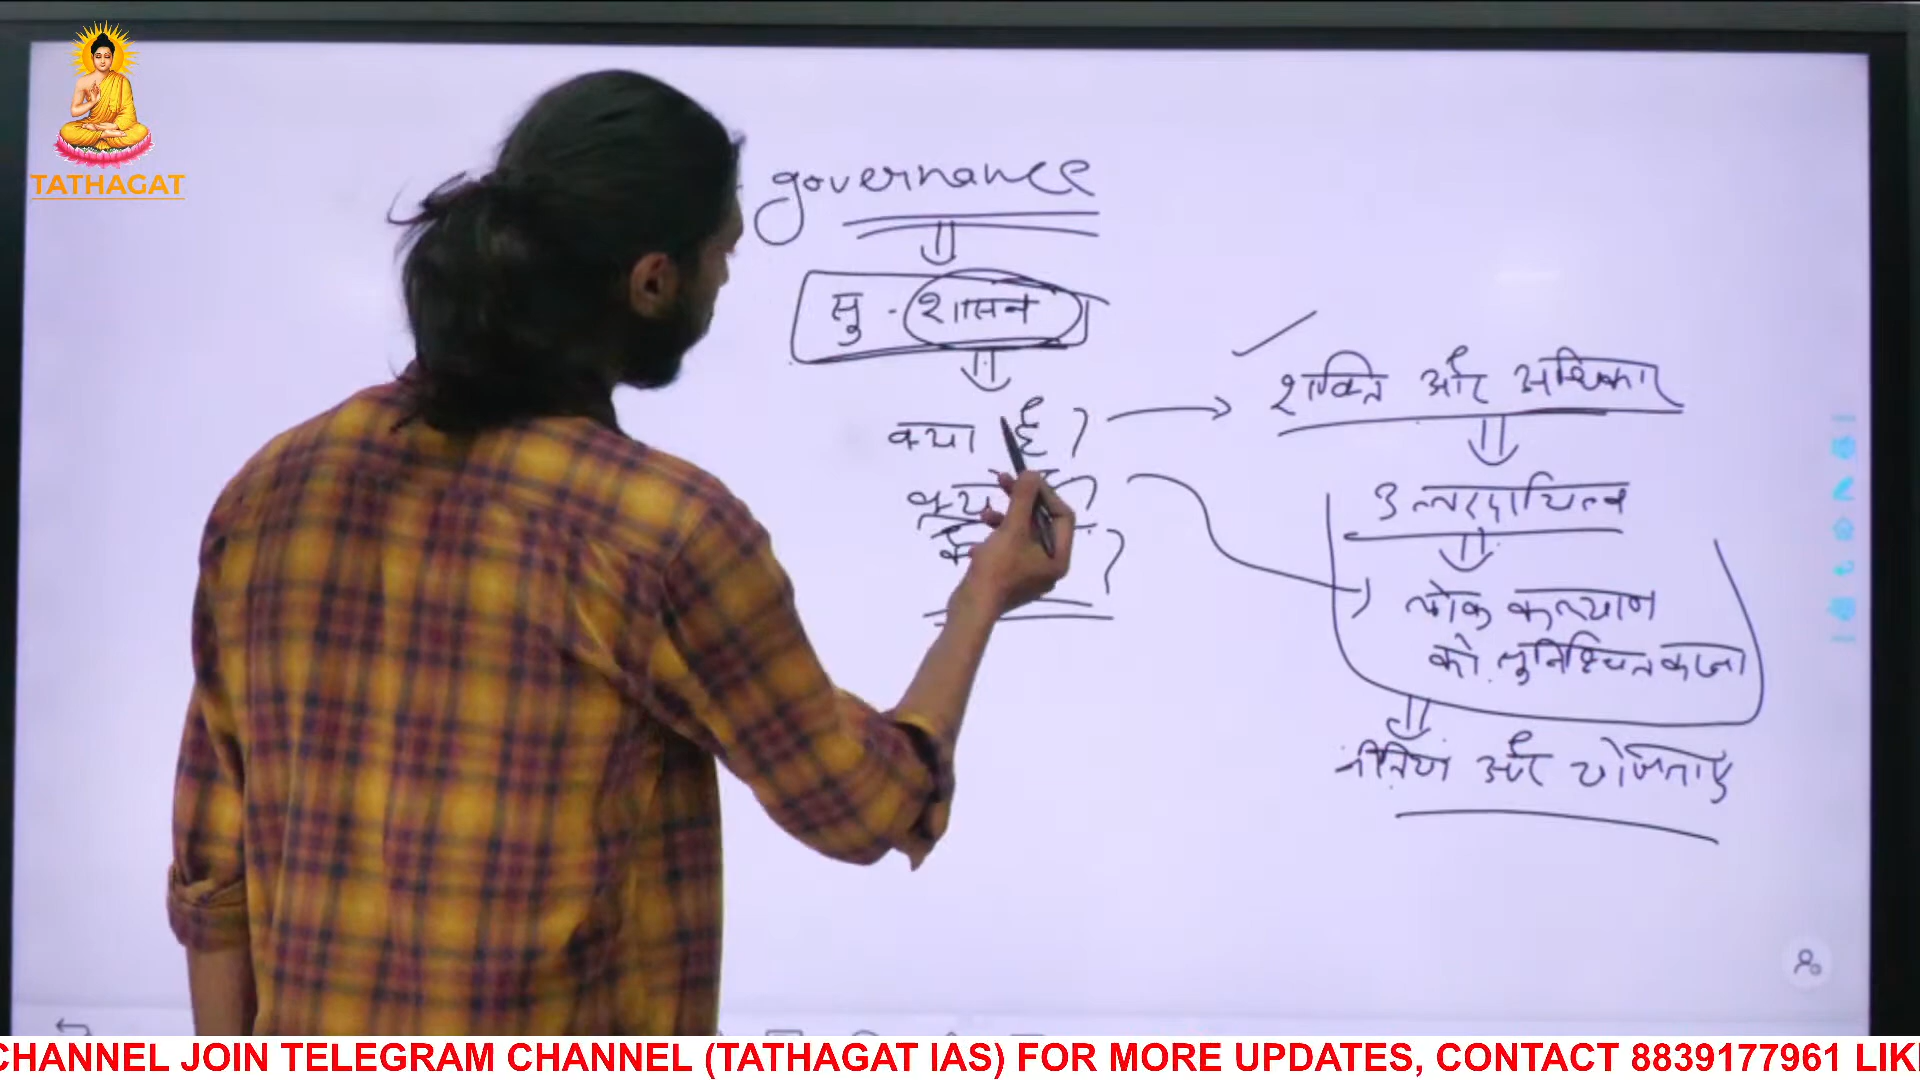 TATHAGAT
governance
सु - शासन
क्या है ?
शक्ति और अधिकार
उत्तरदायित्व
लोक कल्याण
को सुनिश्चित करना
नीतियां और योजनाएं
CHANNEL JOIN TELEGRAM CHANNEL (TATHAGAT IAS) FOR MORE UPDATES, CONTACT 8839177961